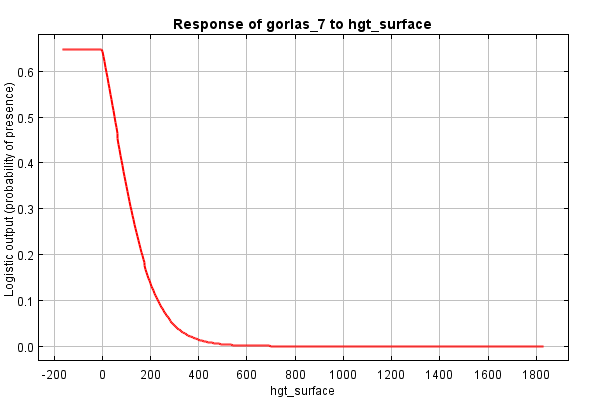 Response of gorlas_7 to hgt_surface
Logistic output (probability of presence)
0.6
0.5
0.4
0.3
0.2
0.1
0.0
-200 0 200 400 600 800 1000 1200 1400 1600 1800
hgt_surface